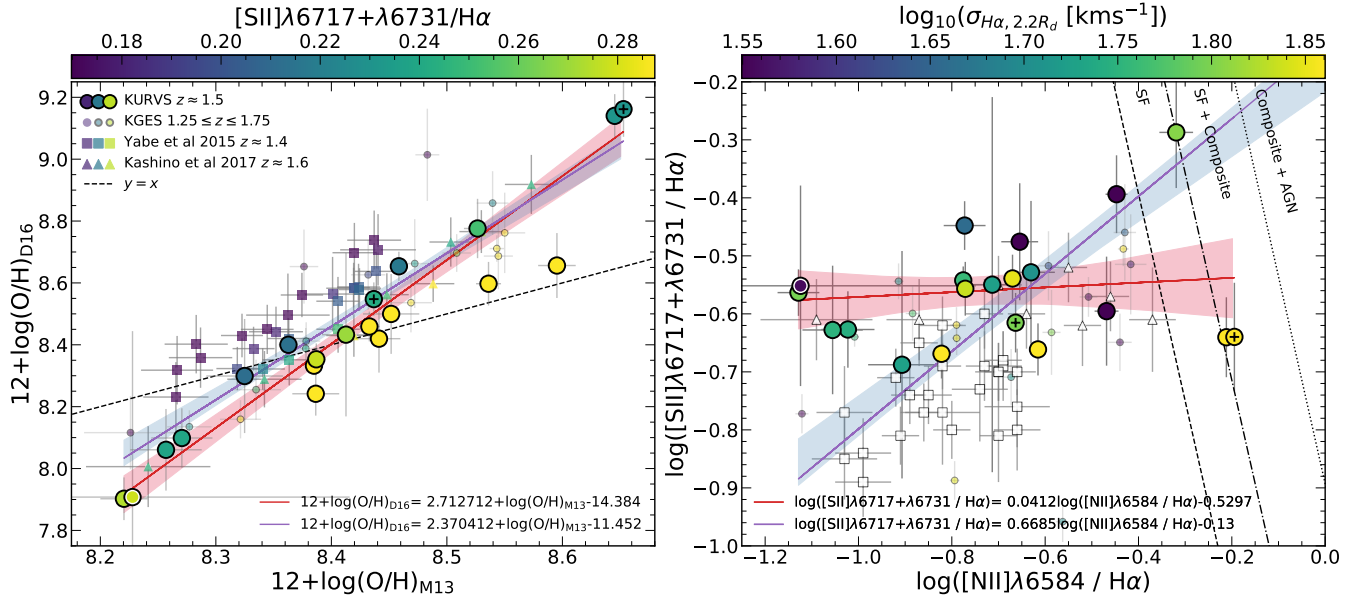 [SII]λ6717+λ6731/Hα
0.18 0.20 0.22 0.24 0.26 0.28
KURVS z ≈ 1.5
KGES 1.25 ≤ z ≤ 1.75
Yabe et al 2015 z ≈ 1.4
Kashino et al 2017 z ≈ 1.6
y = x
12+log(O/H)D16
9.2
9.0
8.8
8.6
8.4
8.2
8.0
7.8
12+log(O/H)D16= 2.712712+log(O/H)M13-14.384
12+log(O/H)D16= 2.370412+log(O/H)M13-11.452
8.2 8.3 8.4 8.5 8.6
12+log(O/H)M13
log10(σHα, 2.2Rd [kms−1])
1.55 1.60 1.65 1.70 1.75 1.80 1.85
SF
SF + Composite
Composite + AGN
log([SII]λ6717+λ6731 / Hα)
−0.2
−0.3
−0.4
−0.5
−0.6
−0.7
−0.8
−0.9
−1.0
log([SII]λ6717+λ6731 / Hα)= 0.0412log([NII]λ6584 / Hα)-0.5297
log([SII]λ6717+λ6731 / Hα)= 0.6685log([NII]λ6584 / Hα)-0.13
−1.2 −1.0 −0.8 −0.6 −0.4 −0.2 0.0
log([NII]λ6584 / Hα)